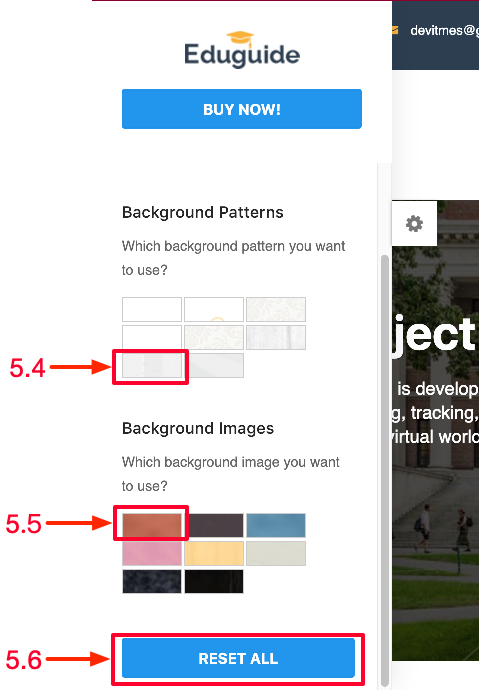 devitmes@g
Eduguide
BUY NOW!
Background Patterns
Which background pattern you want
to use?
5.4
Background Images
Which background image you want
to use?
5.5
5.6
RESET ALL
ject
is develop
g, tracking,
virtual world